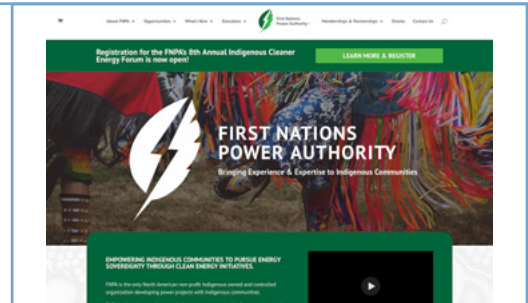 About FNPA
Opportunities
What's New
Education
First Nations
Power Authority
Memberships & Partnerships
Events
Contact Us
Registration for the FNPA's 8th Annual Indigenous Cleaner
Energy Forum is now open!
LEARN MORE & REGISTER
FIRST NATIONS
POWER AUTHORITY
Bringing Experience & Expertise to Indigenous Communities
EMPOWERING INDIGENOUS COMMUNITIES TO PURSUE ENERGY
SOVEREIGNTY THROUGH CLEAN ENERGY INITIATIVES.
FNPA is the only North American non-profit Indigenous owned and controlled
organization developing power projects with Indigenous communities.